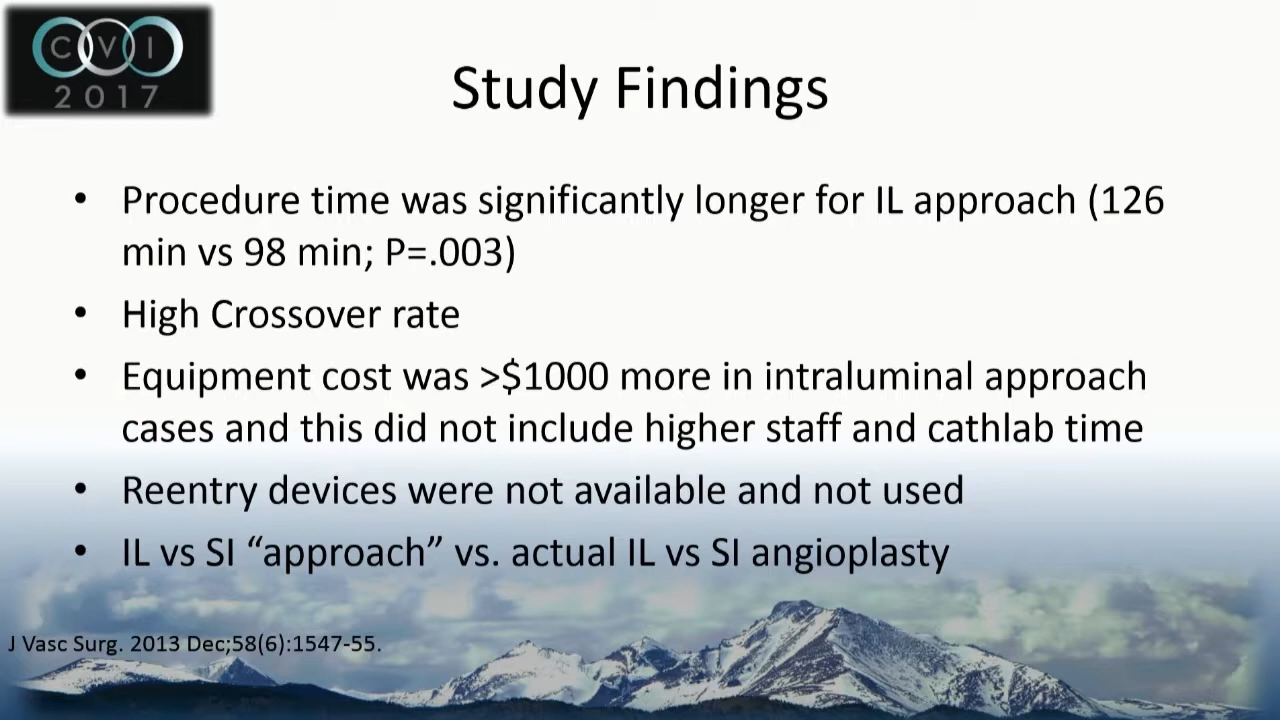 CVI
2017
Study Findings
• Procedure time was significantly longer for IL approach (126
min vs 98 min; P=.003)
• High Crossover rate
• Equipment cost was >$1000 more in intraluminal approach
cases and this did not include higher staff and cathlab time
• Reentry devices were not available and not used
• IL vs SI “approach” vs. actual IL vs SI angioplasty
J Vasc Surg. 2013 Dec;58(6):1547-55.